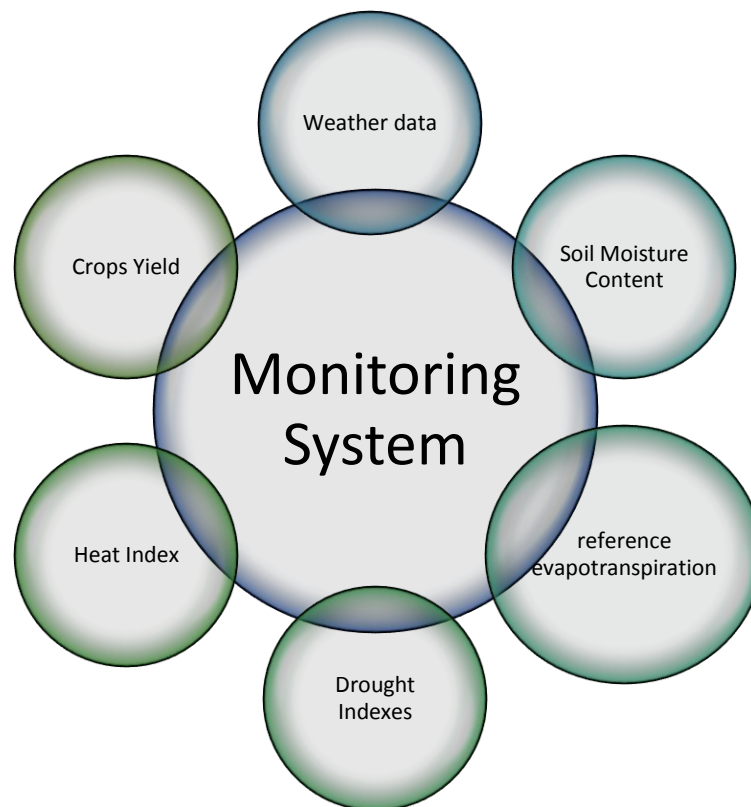 Weather data
Soil Moisture
Content
reference
evapotranspiration
Drought
Indexes
Heat Index
Crops Yield
Monitoring
System